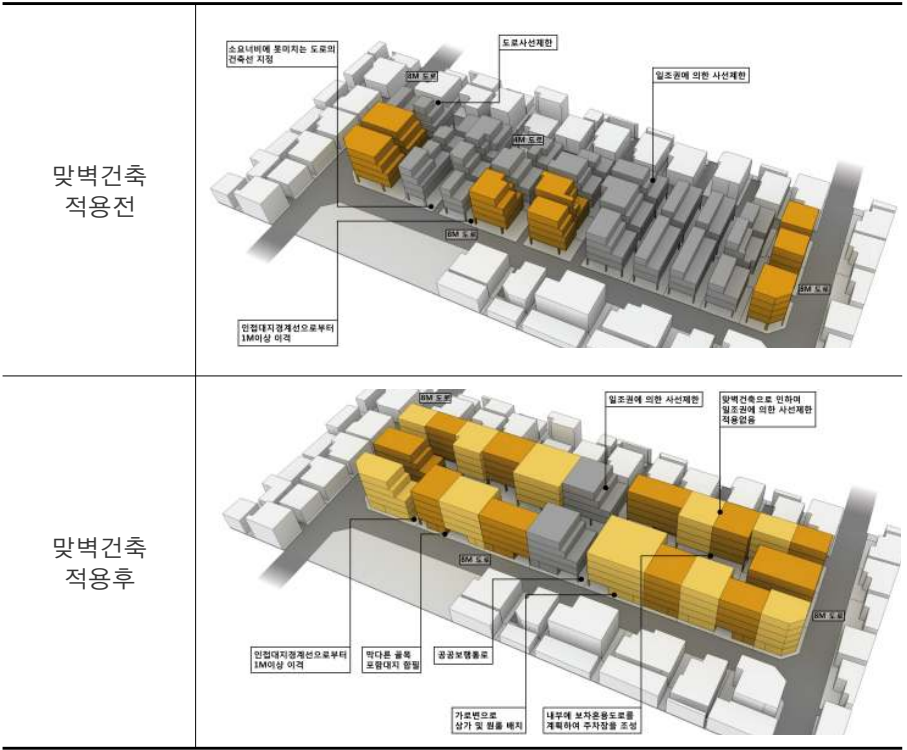 맞벽건축
적용전
소요너비에 못미치는 도로의
건축선 지정
도로사선제한
일조권에 의한 사선제한
8M 도로
4M 도로
8M 도로
8M 도로
인접대지경계선으로부터
1M이상 이격
맞벽건축
적용후
8M 도로
일조권에 의한 사선제한
맞벽건축으로 인하여
일조권에 의한 사선제한
적용없음
8M 도로
8M 도로
인접대지경계선으로부터
1M이상 이격
막다른 골목
포함대지 합필
공공보행통로
가로변으로
상가 및 원룸 배치
내부에 보차혼용도로를
계획하여 주차장을 조성